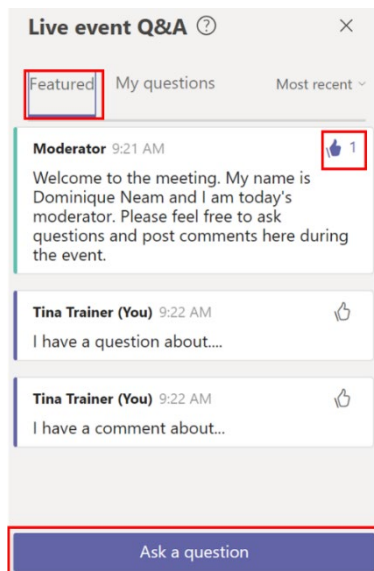 Live event Q&A ?
Featured My questions Most recent
Moderator 9:21 AM 1
Welcome to the meeting. My name is
Dominique Neam and I am today's
moderator. Please feel free to ask
questions and post comments here during
the event.
Tina Trainer (You) 9:22 AM
I have a question about....
Tina Trainer (You) 9:22 AM
I have a comment about...
Ask a question